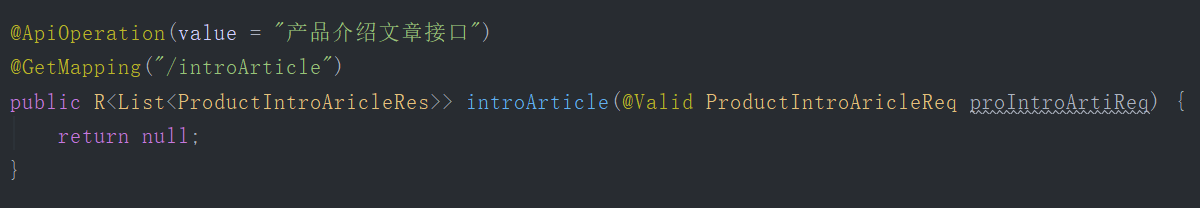 @ApiOperation(value = "产品介绍文章接口")
@GetMapping("/introArticle")
public R<List<ProductIntroAricleRes>> introArticle(@Valid ProductIntroAricleReq proIntroArtiReq) {
    return null;
}